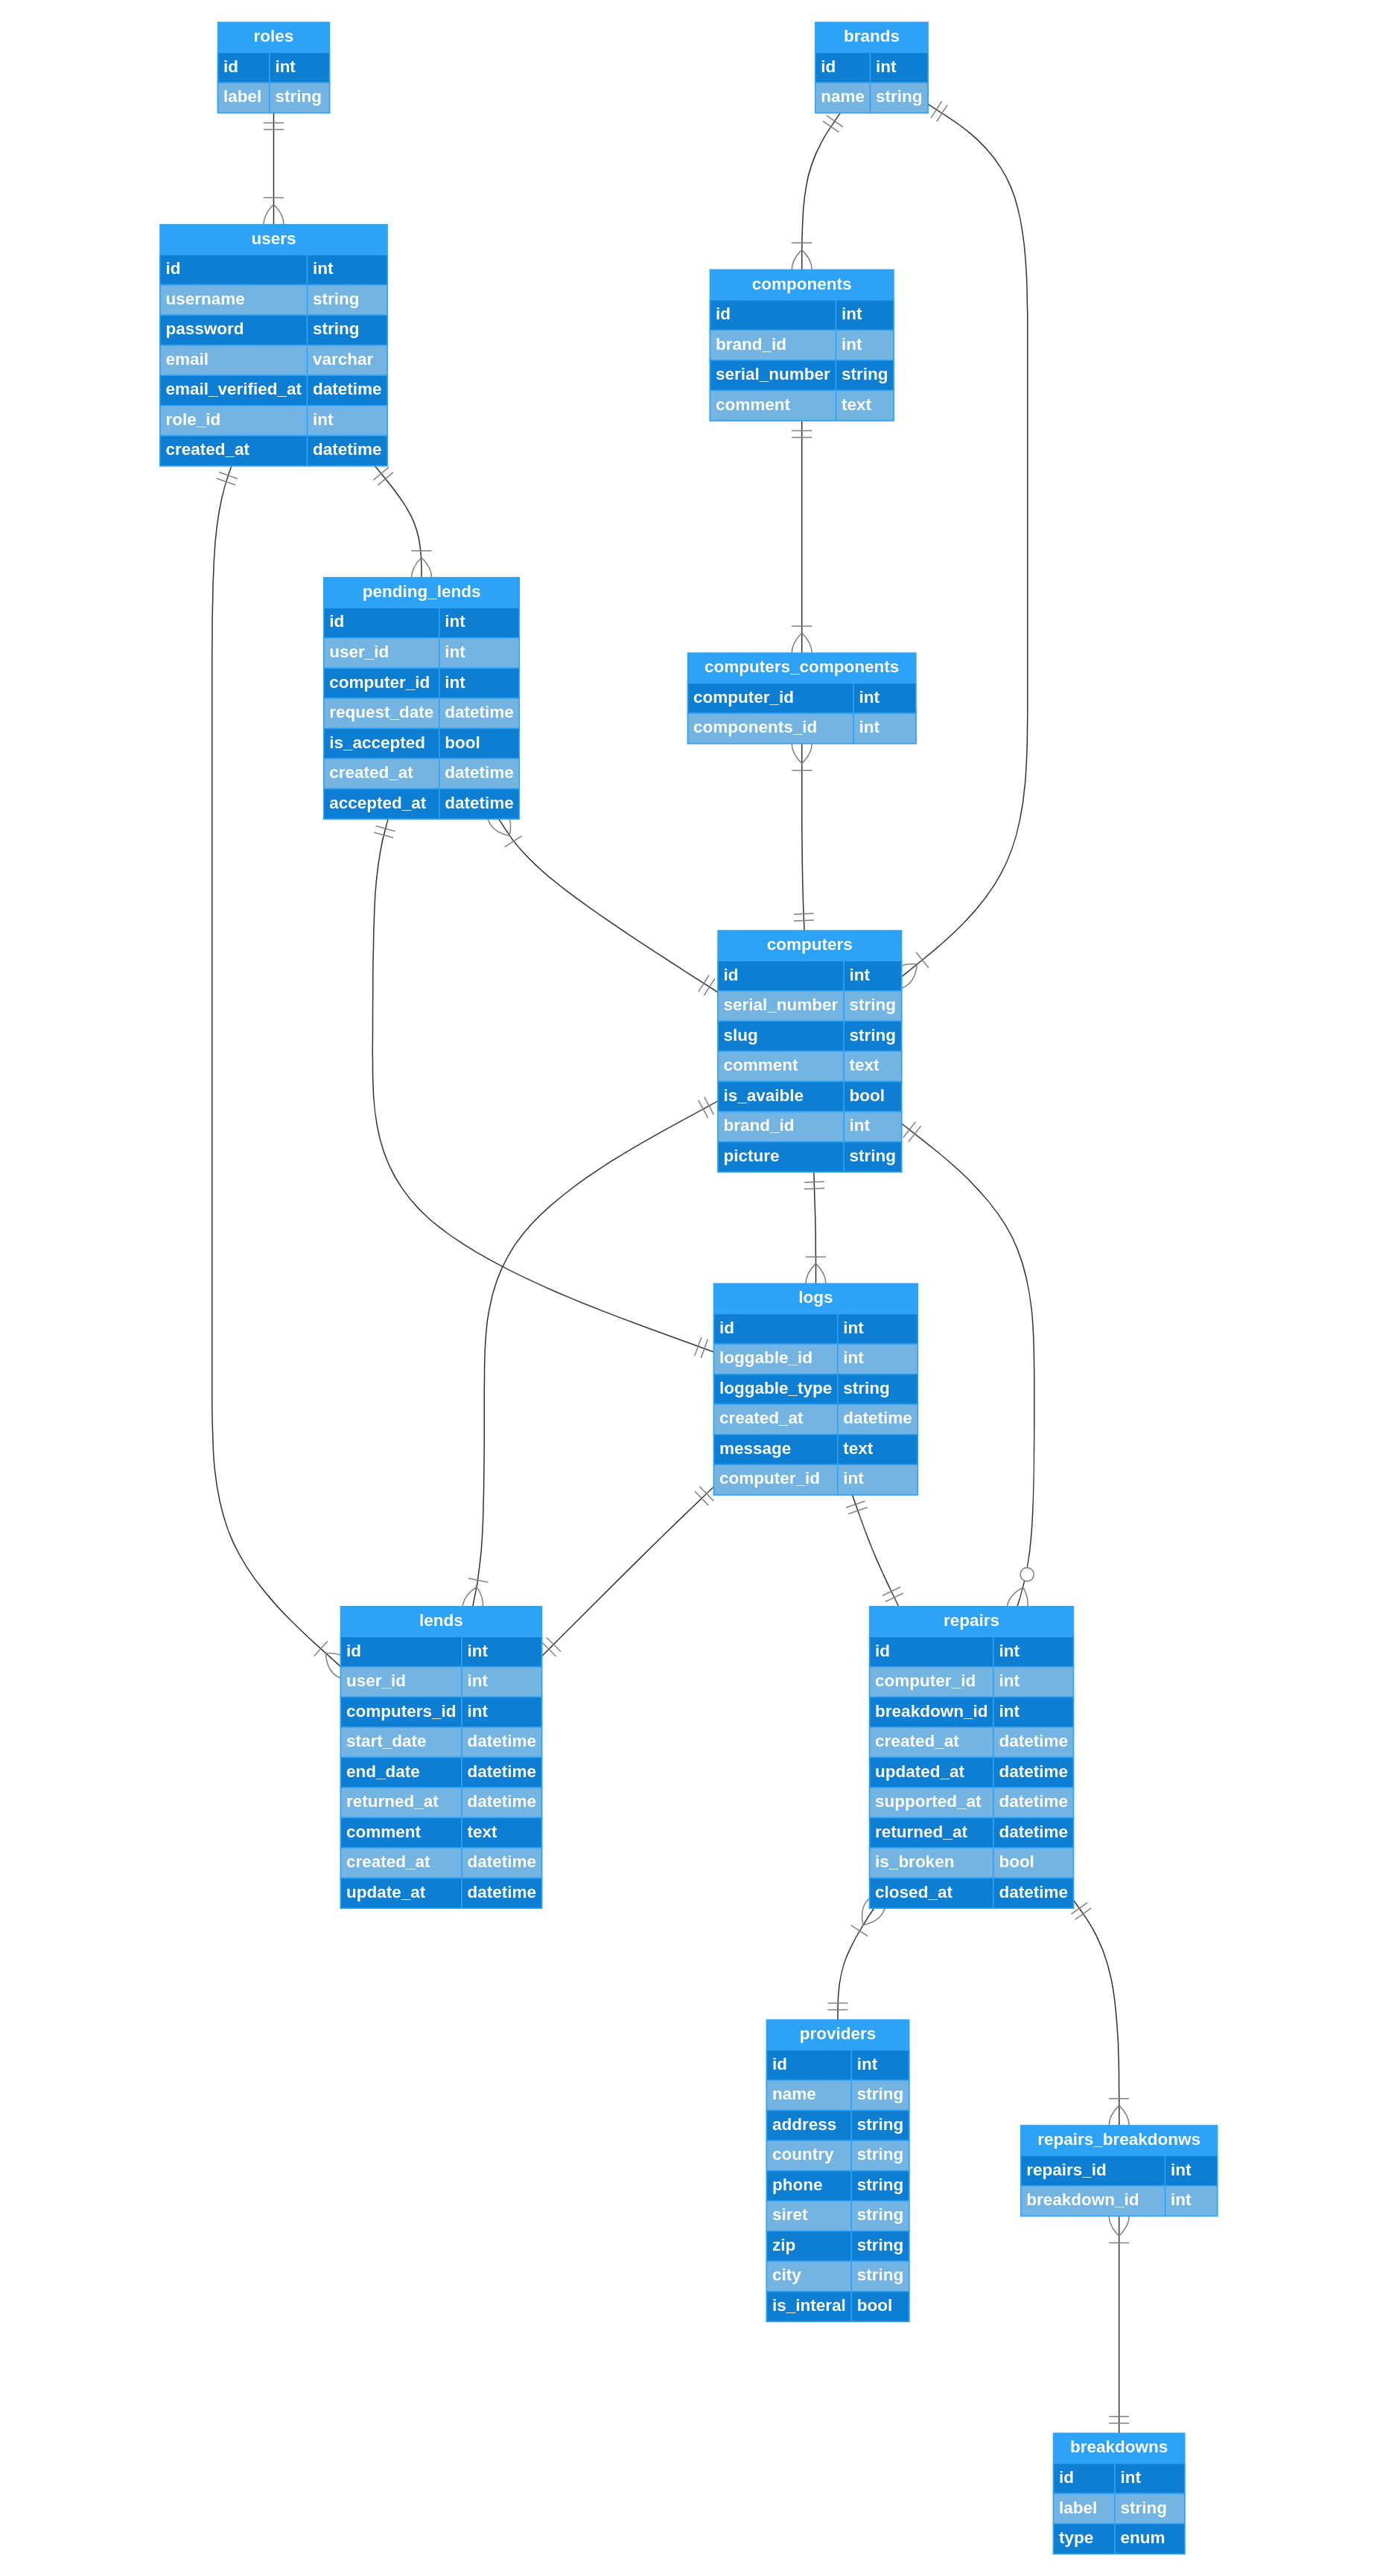 roles
id int
label string
brands
id int
name string
users
id int
username string
password string
email varchar
email_verified_at datetime
role_id int
created_at datetime
components
id int
brand_id int
serial_number string
comment text
pending_lends
id int
user_id int
computer_id int
request_date datetime
is_accepted bool
created_at datetime
accepted_at datetime
computers_components
computer_id int
components_id int
computers
id int
serial_number string
slug string
comment text
is_avaible bool
brand_id int
picture string
logs
id int
loggable_id int
loggable_type string
created_at datetime
message text
computer_id int
lends
id int
user_id int
computers_id int
start_date datetime
end_date datetime
returned_at datetime
comment text
created_at datetime
update_at datetime
repairs
id int
computer_id int
breakdown_id int
created_at datetime
updated_at datetime
supported_at datetime
returned_at datetime
is_broken bool
closed_at datetime
providers
id int
name string
address string
country string
phone string
siret string
zip string
city string
is_interal bool
repairs_breakdonws
repairs_id int
breakdown_id int
breakdowns
id int
label string
type enum